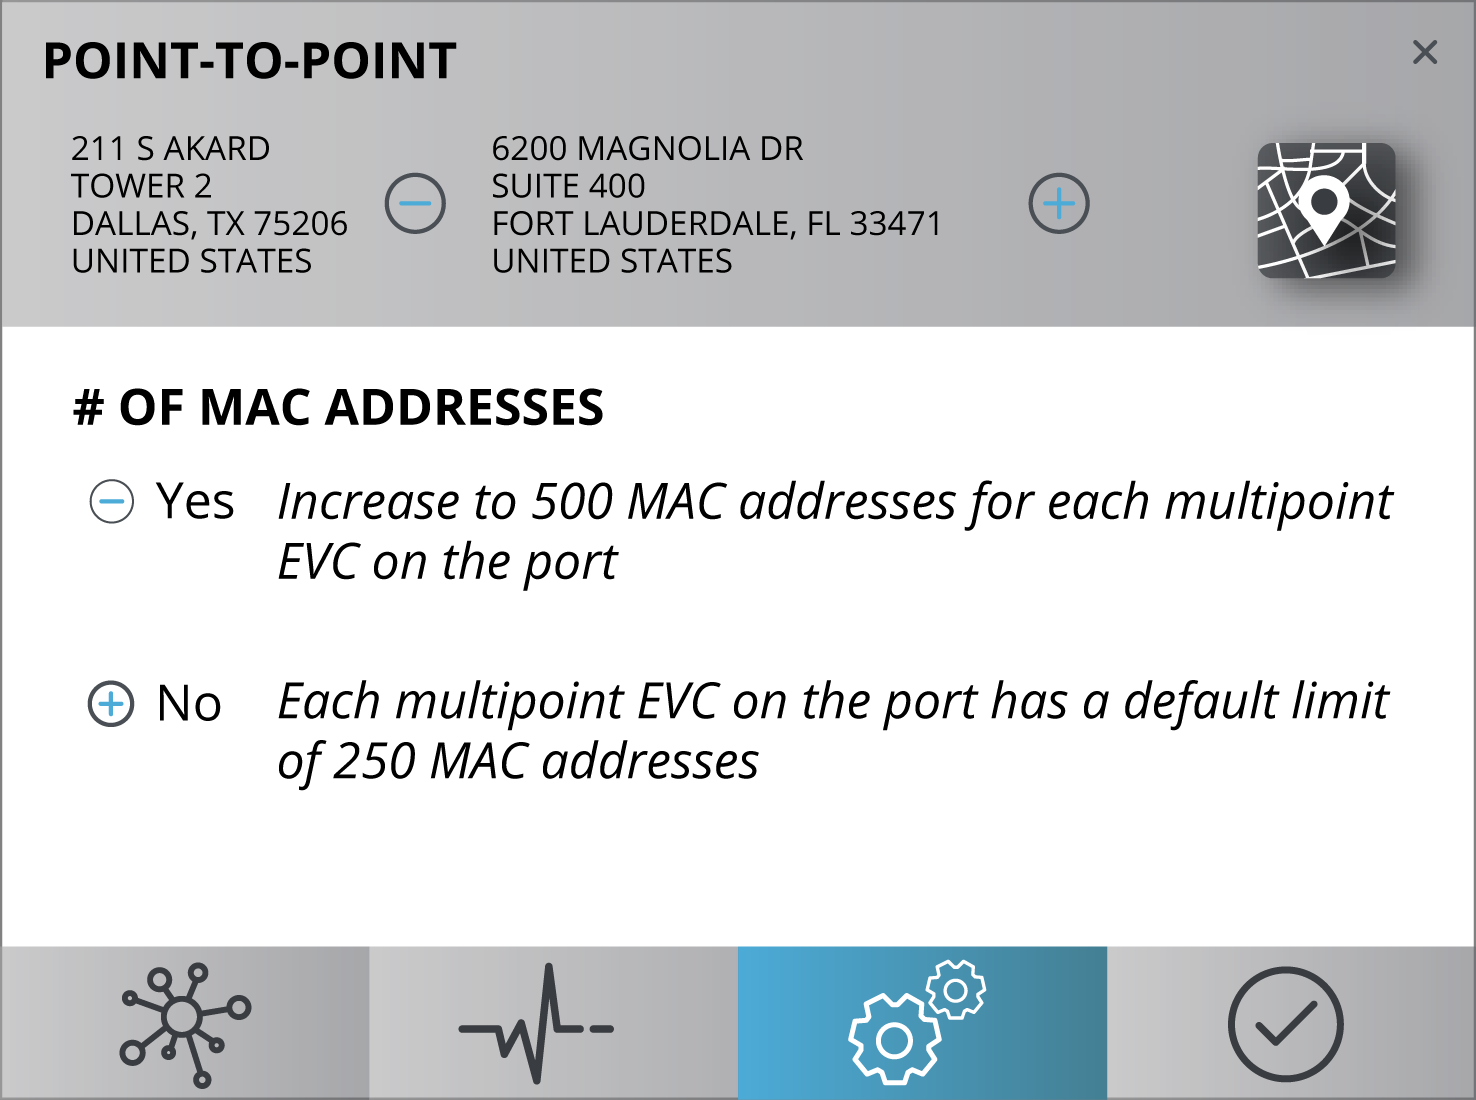 POINT-TO-POINT
211 S AKARD
TOWER 2
DALLAS, TX 75206
UNITED STATES
6200 MAGNOLIA DR
SUITE 400
FORT LAUDERDALE, FL 33471
UNITED STATES
# OF MAC ADDRESSES
Yes Increase to 500 MAC addresses for each multipoint
EVC on the port
No Each multipoint EVC on the port has a default limit
of 250 MAC addresses